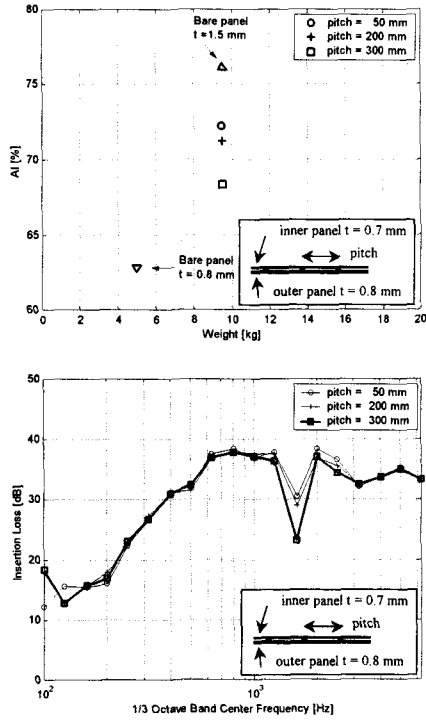 80
75
70
65
60
AI [%]
Bare panel
t =1.5 mm
pitch = 50 mm
pitch = 200 mm
pitch = 300 mm
Bare panel
t = 0.8 mm
inner panel t = 0.7 mm
pitch
outer panel t = 0.8 mm
0 2 4 6 8 10 12 14 16 18 20
Weight [kg]
50
40
30
20
10
0
Insertion Loss [dB]
pitch = 50 mm
pitch = 200 mm
pitch = 300 mm
inner panel t = 0.7 mm
pitch
outer panel t = 0.8 mm
10² 10³
1/3 Octave Band Center Frequency [Hz]